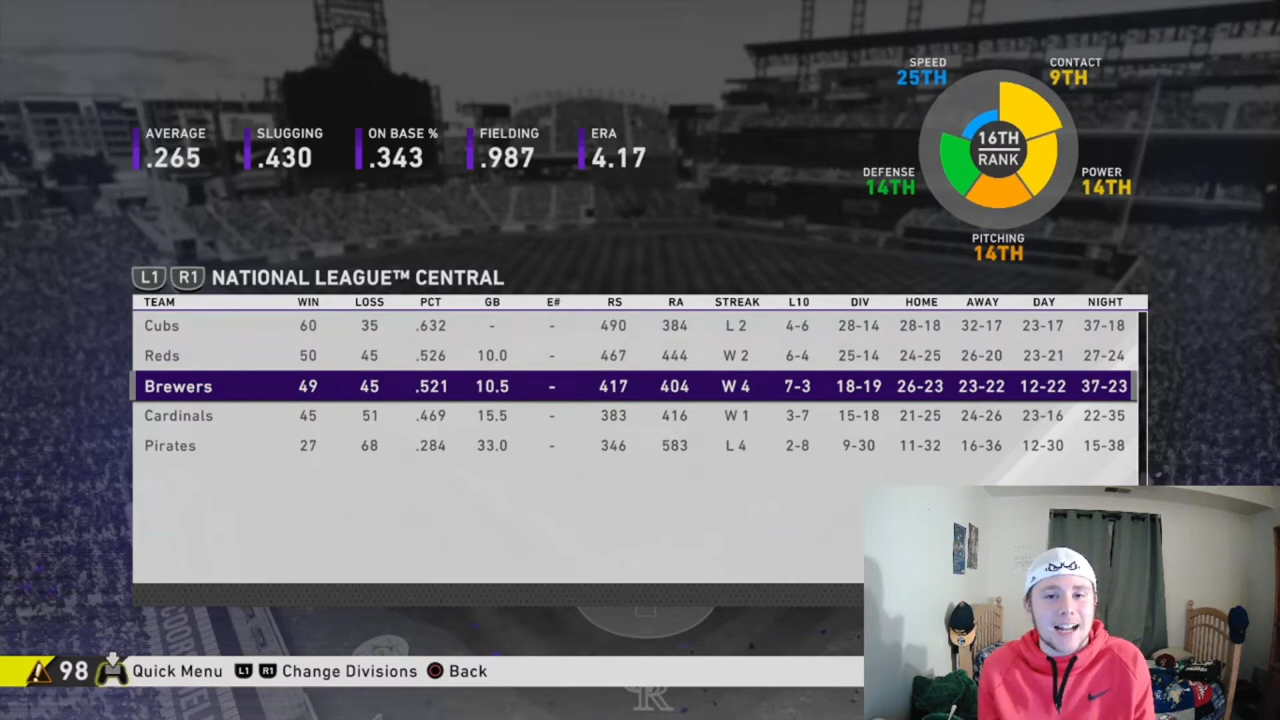 SPEED
25TH
CONTACT
9TH
AVERAGE
.265
SLUGGING
.430
ON BASE %
.343
FIELDING
.987
ERA
4.17
16TH
RANK
DEFENSE
14TH
POWER
14TH
PITCHING
14TH
L1 R1 NATIONAL LEAGUE™ CENTRAL
TEAM WIN LOSS PCT GB E# RS RA STREAK L10 DIV HOME AWAY DAY NIGHT
Cubs 60 35 .632 - - 490 384 L 2 4-6 28-14 28-18 32-17 23-17 37-18
Reds 50 45 .526 10.0 - 467 444 W 2 6-4 25-14 24-25 26-20 23-21 27-24
Brewers 49 45 .521 10.5 - 417 404 W 4 7-3 18-19 26-23 23-22 12-22 37-23
Cardinals 45 51 .469 15.5 - 383 416 W 1 3-7 15-18 21-25 24-26 23-16 22-35
Pirates 27 68 .284 33.0 - 346 583 L 4 2-8 9-30 11-32 16-36 12-30 15-38
98 Quick Menu L1 R1 Change Divisions Back